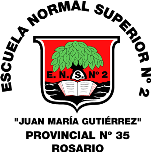 ESCUELA NORMAL SUPERIOR Nº 2
E. N. S. Nº 2
"JUAN MARÍA GUTIÉRREZ"
PROVINCIAL Nº 35
ROSARIO